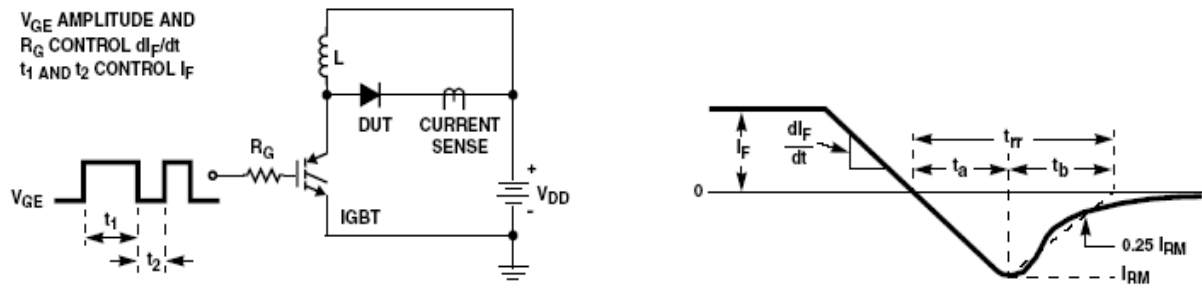 V_GE AMPLITUDE AND
R_G CONTROL dI_F/dt
t_1 AND t_2 CONTROL I_F
L
DUT
CURRENT
SENSE
R_G
+
V_DD
-
V_GE
IGBT
t_1
t_2
I_F
dI_F
dt
t_rr
t_a
t_b
0
0.25 I_RM
I_RM